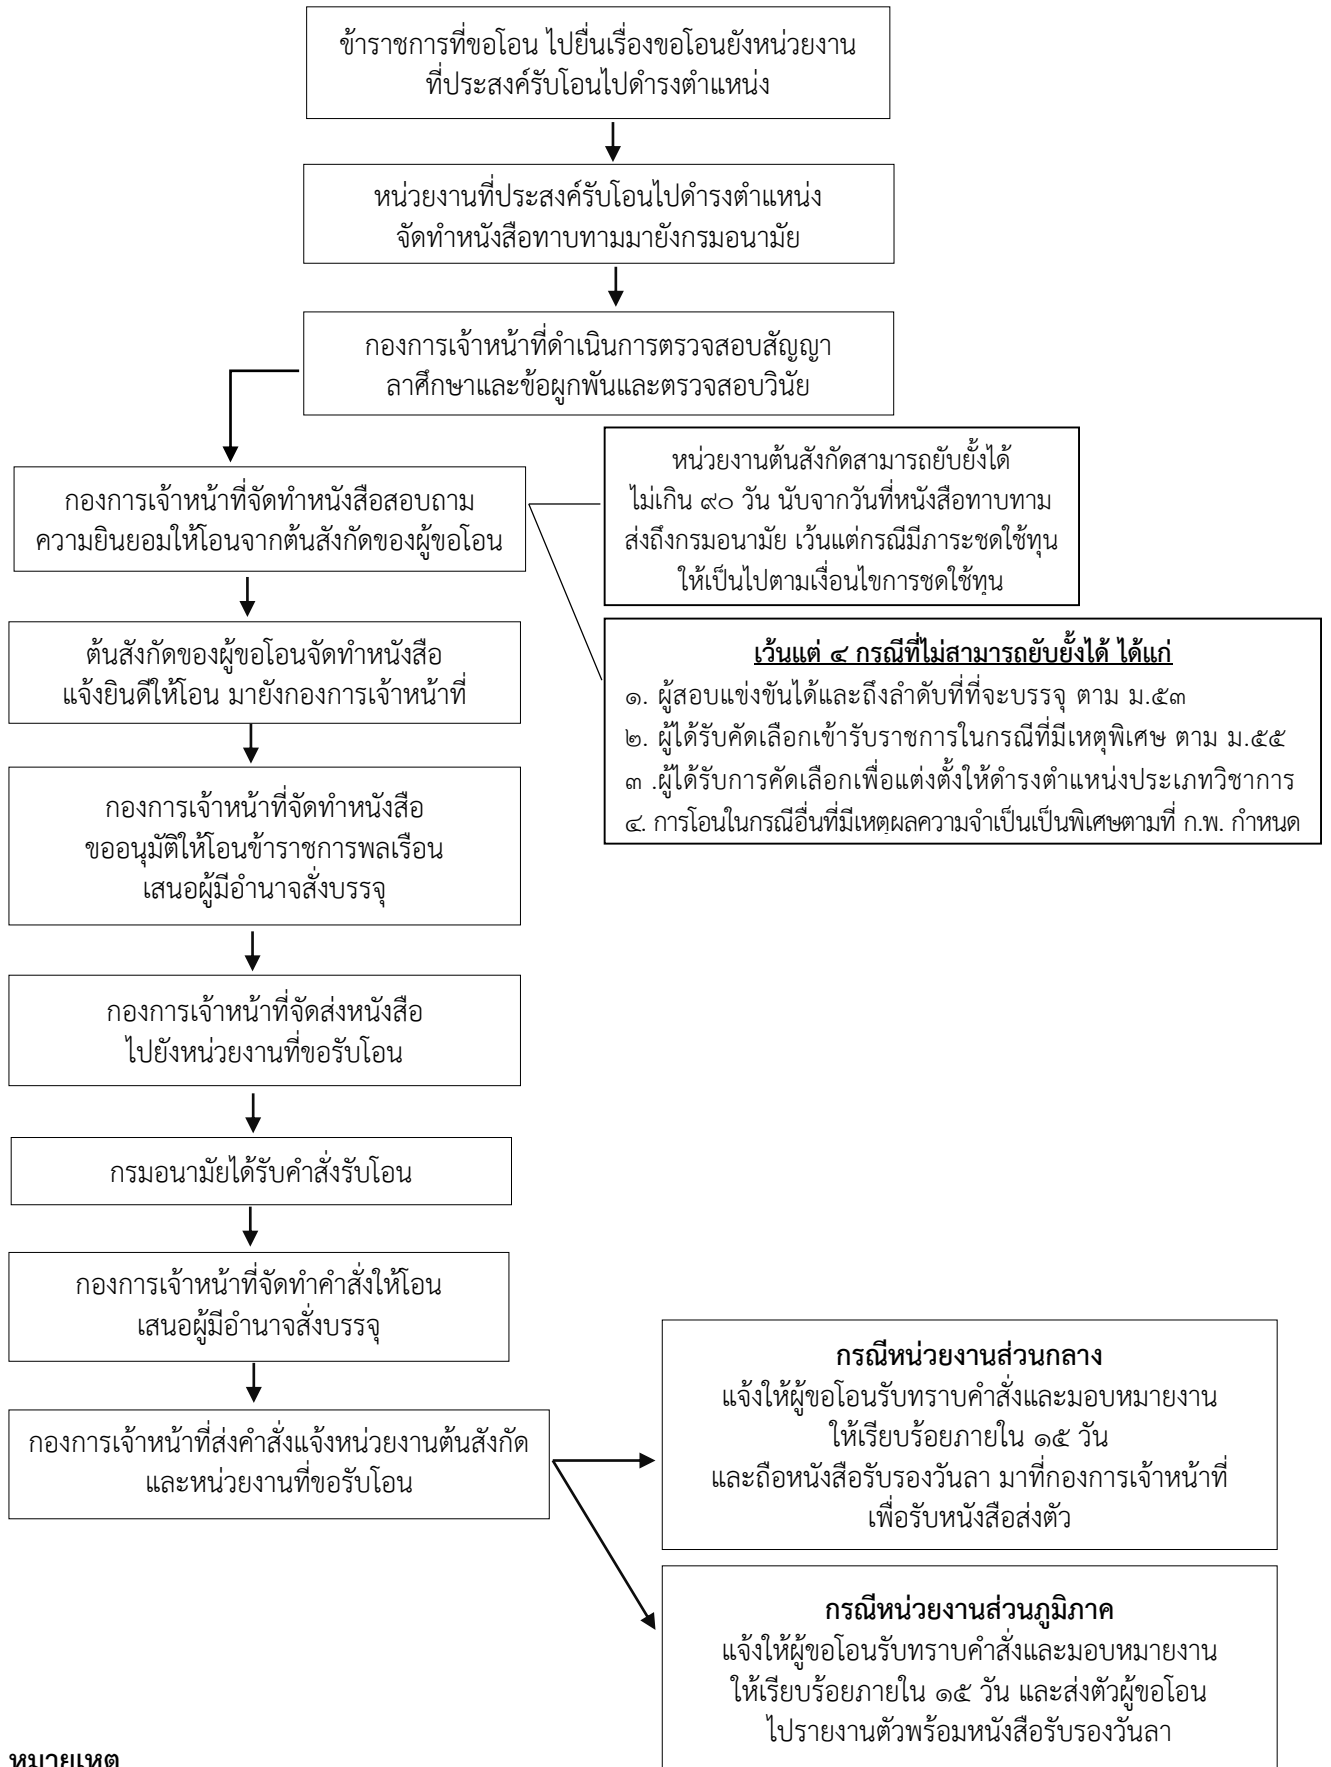 ข้าราชการที่ขอโอน ไปยื่นเรื่องขอโอนยังหน่วยงาน
ที่ประสงค์รับโอนไปดำรงตำแหน่ง
หน่วยงานที่ประสงค์รับโอนไปดำรงตำแหน่ง
จัดทำหนังสือทาบทามมายังกรมอนามัย
กองการเจ้าหน้าที่ดำเนินการตรวจสอบสัญญา
ลาศึกษาและข้อผูกพันและตรวจสอบวินัย
กองการเจ้าหน้าที่จัดทำหนังสือสอบถาม
ความยินยอมให้โอนจากต้นสังกัดของผู้ขอโอน
หน่วยงานต้นสังกัดสามารถยับยั้งได้
ไม่เกิน ๙๐ วัน นับจากวันที่หนังสือทาบทาม
ส่งถึงกรมอนามัย เว้นแต่กรณีมีภาระชดใช้ทุน
ให้เป็นไปตามเงื่อนไขการชดใช้ทุน
เว้นแต่ ๔ กรณีที่ไม่สามารถยับยั้งได้ ได้แก่
๑. ผู้สอบแข่งขันได้และถึงลำดับที่ที่จะบรรจุ ตาม ม.๕๓
๒. ผู้ได้รับคัดเลือกเข้ารับราชการในกรณีที่มีเหตุพิเศษ ตาม ม.๕๕
๓ .ผู้ได้รับการคัดเลือกเพื่อแต่งตั้งให้ดำรงตำแหน่งประเภทวิชาการ
๔. การโอนในกรณีอื่นที่มีเหตุผลความจำเป็นเป็นพิเศษตามที่ ก.พ. กำหนด
ต้นสังกัดของผู้ขอโอนจัดทำหนังสือ
แจ้งยินดีให้โอน มายังกองการเจ้าหน้าที่
กองการเจ้าหน้าที่จัดทำหนังสือ
ขออนุมัติให้โอนข้าราชการพลเรือน
เสนอผู้มีอำนาจสั่งบรรจุ
กองการเจ้าหน้าที่จัดส่งหนังสือ
ไปยังหน่วยงานที่ขอรับโอน
กรมอนามัยได้รับคำสั่งรับโอน
กองการเจ้าหน้าที่จัดทำคำสั่งให้โอน
เสนอผู้มีอำนาจสั่งบรรจุ
กองการเจ้าหน้าที่ส่งคำสั่งแจ้งหน่วยงานต้นสังกัด
และหน่วยงานที่ขอรับโอน
กรณีหน่วยงานส่วนกลาง
แจ้งให้ผู้ขอโอนรับทราบคำสั่งและมอบหมายงาน
ให้เรียบร้อยภายใน ๑๕ วัน
และถือหนังสือรับรองวันลา มาที่กองการเจ้าหน้าที่
เพื่อรับหนังสือส่งตัว
กรณีหน่วยงานส่วนภูมิภาค
แจ้งให้ผู้ขอโอนรับทราบคำสั่งและมอบหมายงาน
ให้เรียบร้อยภายใน ๑๕ วัน และส่งตัวผู้ขอโอน
ไปรายงานตัวพร้อมหนังสือรับรองวันลา
หมายเหตุ